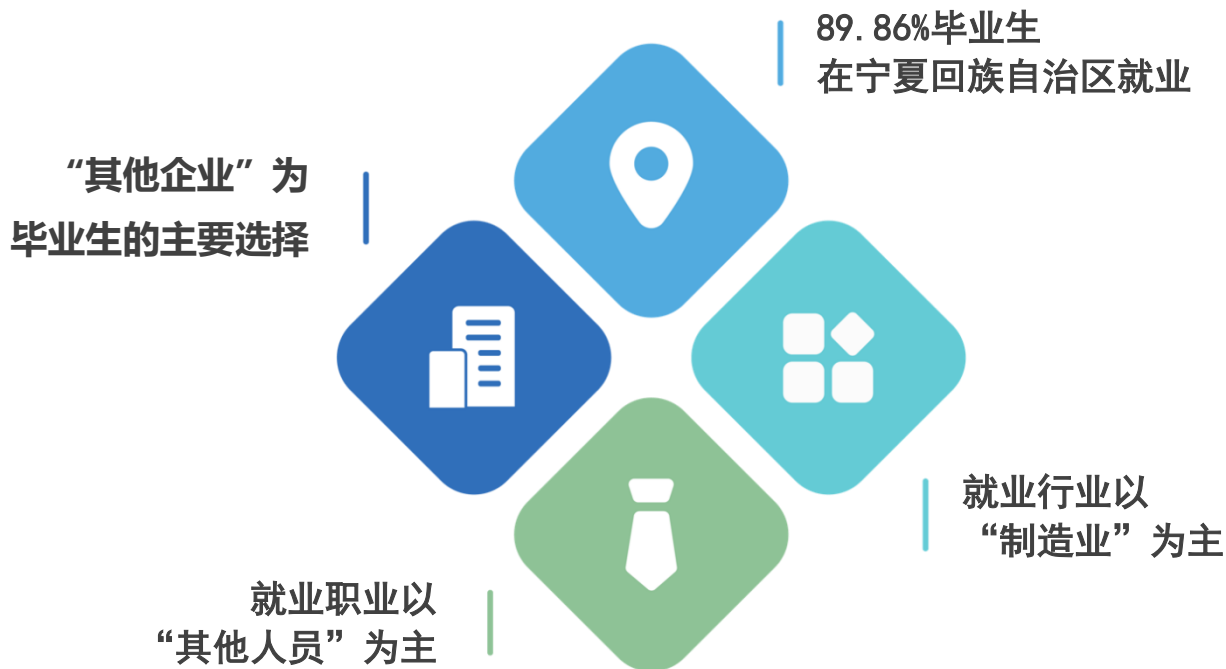 89.86%毕业生
在宁夏回族自治区就业
“其他企业”为
毕业生的主要选择
就业行业以
“制造业”为主
就业职业以
“其他人员”为主